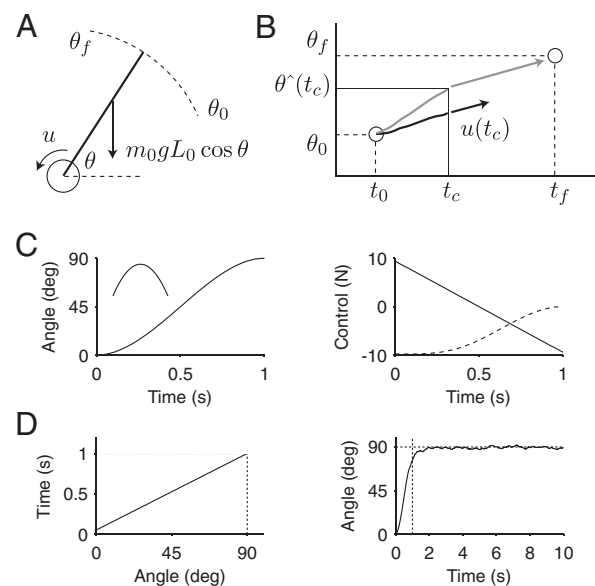 A
θf
θ0
u
θ
m0gL0 cos θ
B
θf
θˆ(tc)
θ0
u(tc)
t0
tc
tf
C
Angle (deg)
90
45
0
0
0.5
1
Time (s)
Control (N)
10
0
-10
0
0.5
1
Time (s)
D
Time (s)
1
0.5
0
0
45
90
Angle (deg)
Angle (deg)
90
45
0
0
2
4
6
8
10
Time (s)